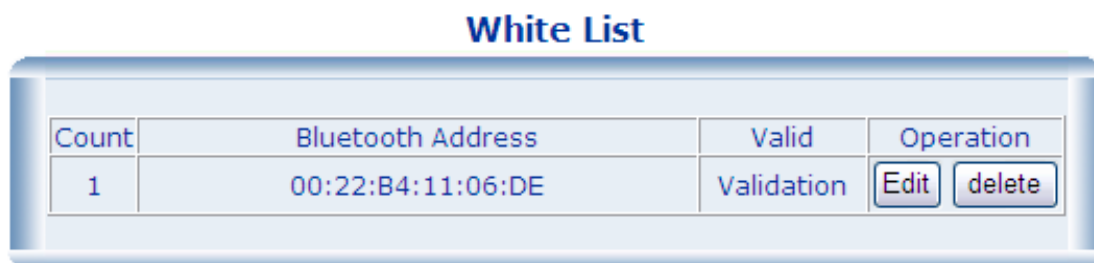 White List
Count Bluetooth Address Valid Operation
1 00:22:B4:11:06:DE Validation Edit delete